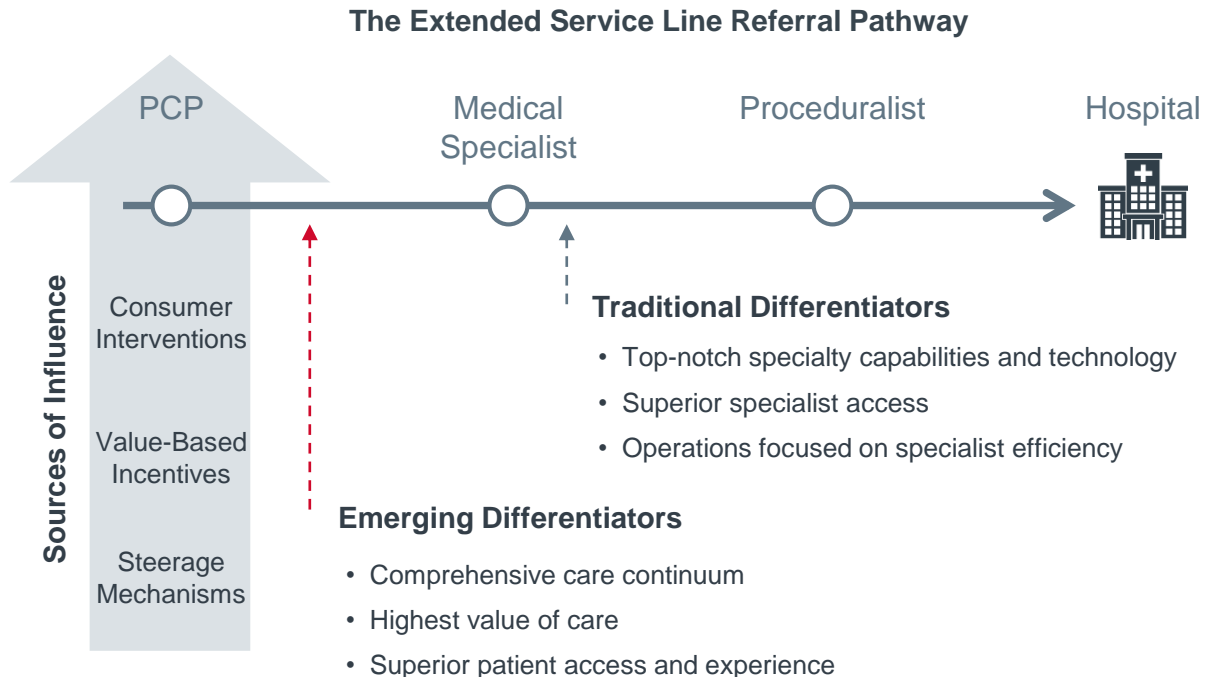 The Extended Service Line Referral Pathway
PCP
Medical
Specialist
Proceduralist
Hospital
Sources of Influence
Consumer
Interventions
Value-Based
Incentives
Steerage
Mechanisms
Traditional Differentiators
• Top-notch specialty capabilities and technology
• Superior specialist access
• Operations focused on specialist efficiency
Emerging Differentiators
• Comprehensive care continuum
• Highest value of care
• Superior patient access and experience